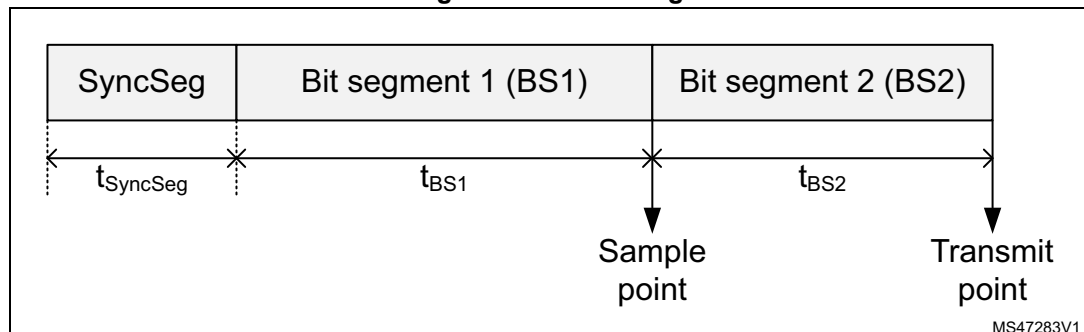 SyncSeg Bit segment 1 (BS1) Bit segment 2 (BS2)
tSyncSeg tBS1 tBS2
Sample point
Transmit point
MS47283V1